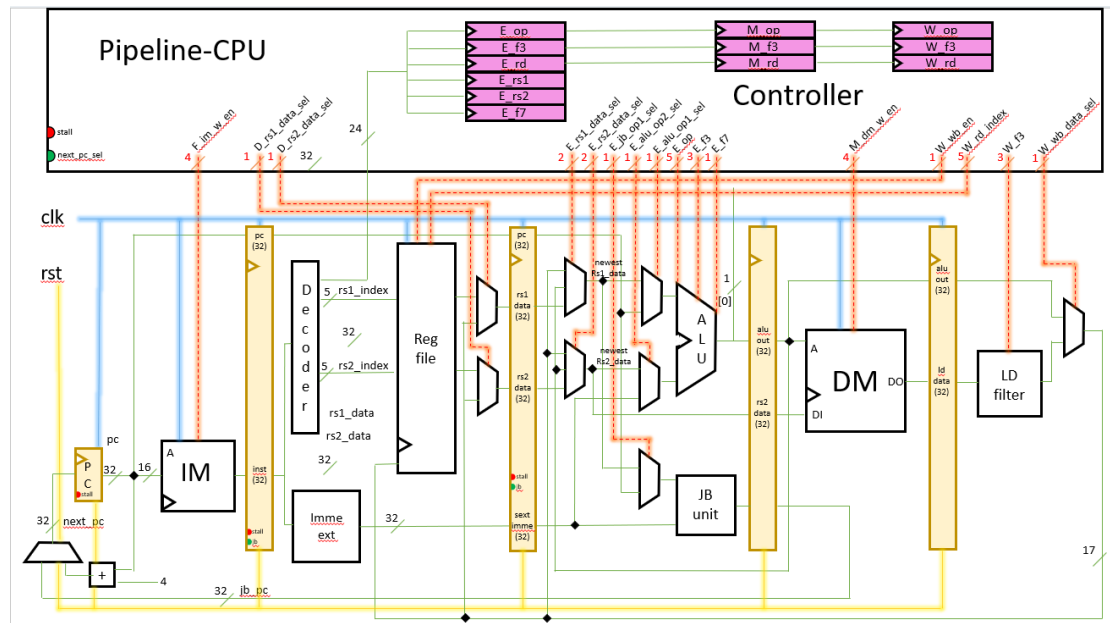 Pipeline-CPU
Controller
E_op
E_f3
E_rd
E_rs1
E_rs2
E_f7
M_op
M_f3
M_rd
W_op
W_f3
W_rd
stall
next_pc_sel
F_im_w_en
D_rs1_data_sel
D_rs2_data_sel
E_rs1_data_sel
E_rs2_data_sel
E_jb_op1_sel
E_alu_op2_sel
E_alu_op1_sel
E_op
E_f3
E_f7
M_dm_w_en
W_wb_en
W_rd_index
W_f3
W_wb_data_sel
4
1
1
32
24
2
2
1
1
1
5
3
1
4
1
5
3
1
clk
rst
pc
(32)
inst
(32)
stall
jb
Decoder
5
rs1_index
32
5
rs2_index
rs1_data
rs2_data
32
Reg
file
pc
(32)
rs1
data
(32)
rs2
data
(32)
stall
jb
sext
imme
(32)
newest
Rs1_data
newest
Rs2_data
ALU
1
[0]
alu
out
(32)
rs2
data
(32)
A
DM
DO
DI
alu
out
(32)
ld
data
(32)
LD
filter
pc
PC
stall
32
16
A
IM
Imme
ext
32
JB
unit
32
next_pc
+
4
32
jb_pc
17